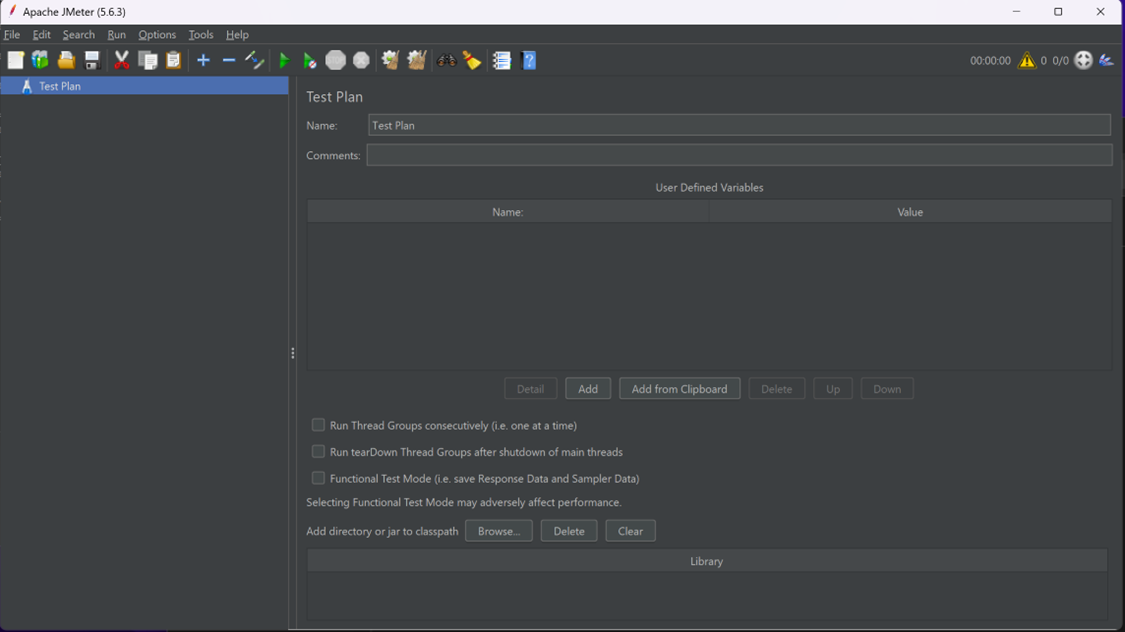 Apache JMeter (5.6.3)
File Edit Search Run Options Tools Help
00:00:00 0 0/0
Test Plan
Test Plan
Name: Test Plan
Comments:
User Defined Variables
Name: Value
Detail Add Add from Clipboard Delete Up Down
Run Thread Groups consecutively (i.e. one at a time)
Run tearDown Thread Groups after shutdown of main threads
Functional Test Mode (i.e. save Response Data and Sampler Data)
Selecting Functional Test Mode may adversely affect performance.
Add directory or jar to classpath Browse... Delete Clear
Library